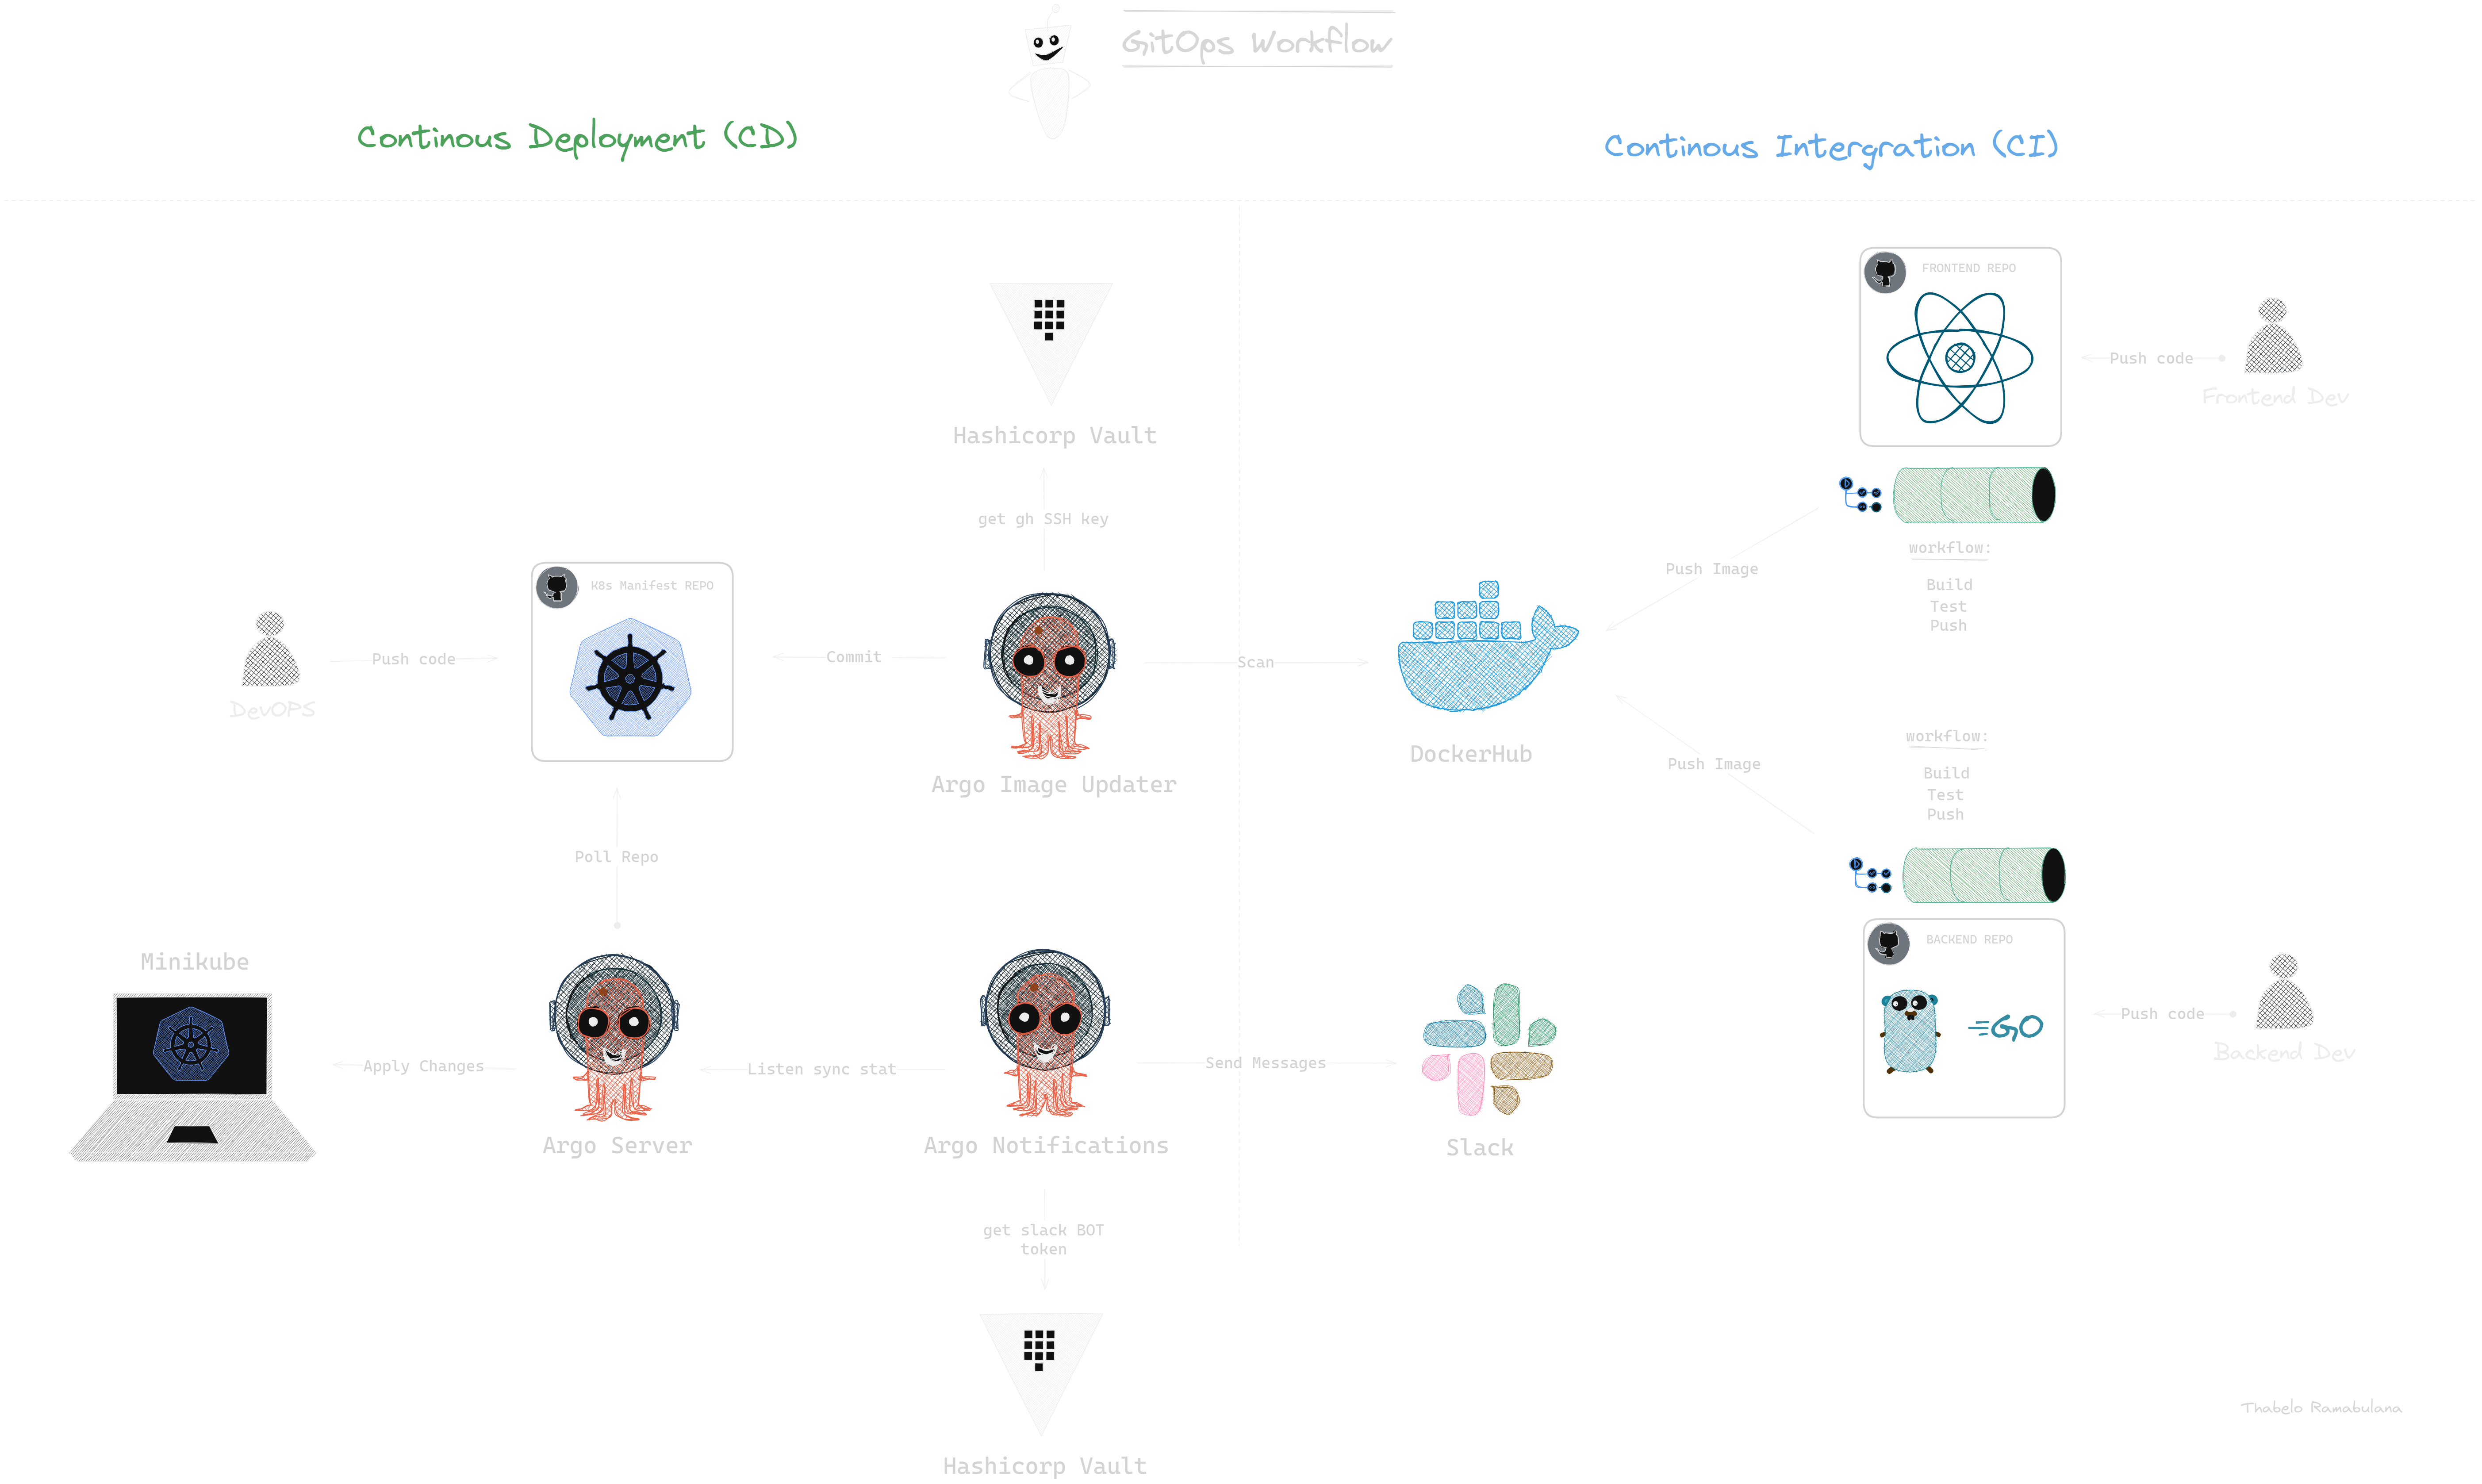 GitOps Workflow
Continous Deployment (CD)
Continous Intergration (CI)
FRONTEND REPO
Push code
Frontend Dev
Hashicorp Vault
get gh SSH key
workflow:
Build
Test
Push
Push Image
K8s Manifest REPO
Push code
DevOPS
Commit
Scan
Argo Image Updater
DockerHub
Push Image
workflow:
Build
Test
Push
Poll Repo
BACKEND REPO
GO
Push code
Backend Dev
Minikube
Apply Changes
Listen sync stat
Send Messages
Argo Server
Argo Notifications
Slack
get slack BOT
token
Hashicorp Vault
Thabelo Ramabulana